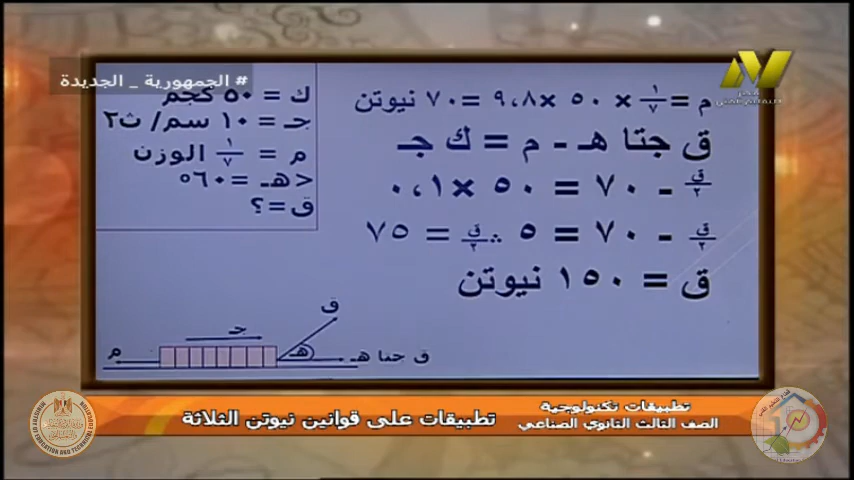 # الجمهورية _ الجديدة
مصر
ك = ٥٠ كجم
جـ = ١٠ سم/ ث٢
م = ١/٧ الوزن
>هـ = ٦٠°
ق = ؟
م = ١/٧ × ٥٠ × ٩,٨ = ٧٠ نيوتن
ق جتا هـ - م = ك جـ
ق/٢ - ٧٠ = ٥٠ × ٠,١
ق/٢ - ٧٠ = ٥ ∴ ق/٢ = ٧٥
ق = ١٥٠ نيوتن
م
جـ
ق
هـ
ق جتا هـ
تطبيقات على قوانين نيوتن الثلاثة
تطبيقات تكنولوجية
الصف الثالث الثانوي الصناعي